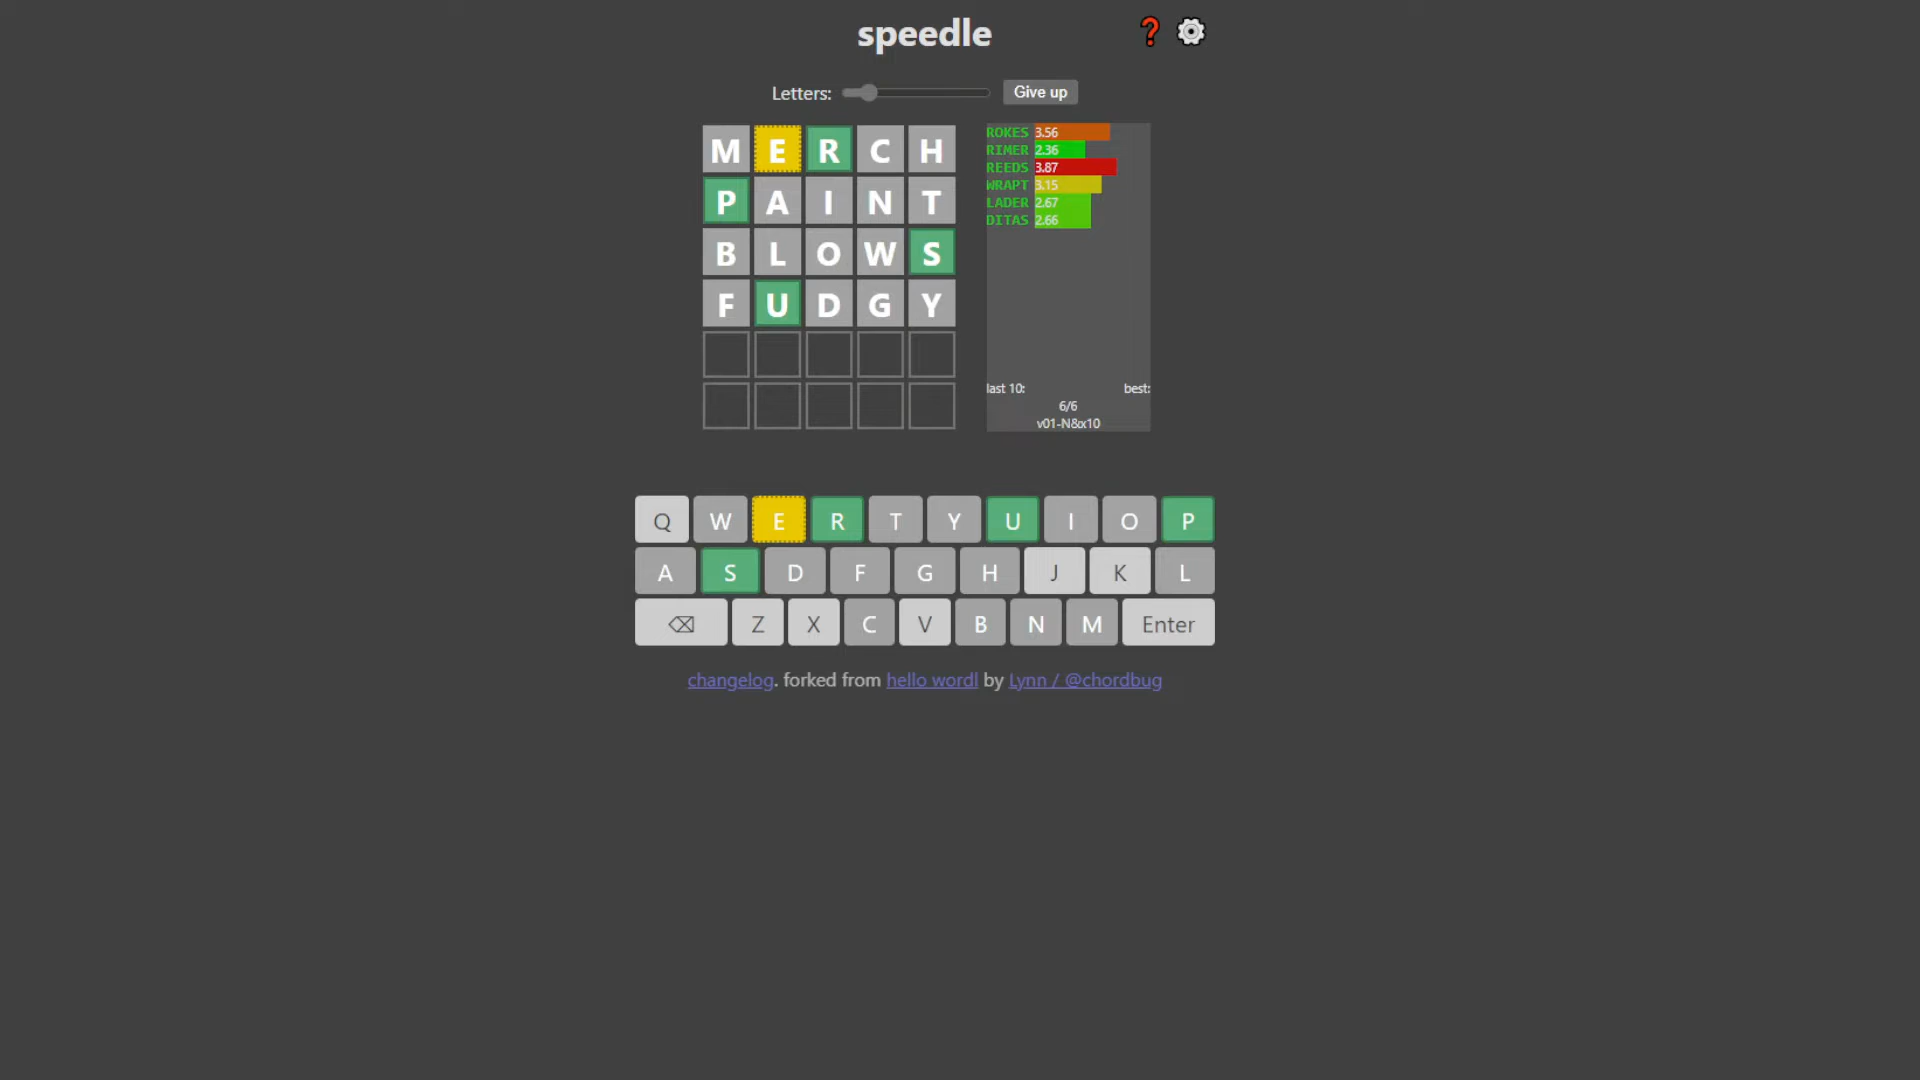 speedle
❓
Letters: Give up
M E R C H
P A I N T
B L O W S
F U D G Y
ROKES 3.56
RIMER 2.36
REEDS 3.87
WRAPT 3.15
LADER 2.67
DITAS 2.66
last 10: best:
6/6
v01-N&x10
Q W E R T Y U I O P
A S D F G H J K L
⌫ Z X C V B N M Enter
changelog. forked from hello wordl by Lynn / @chordbug